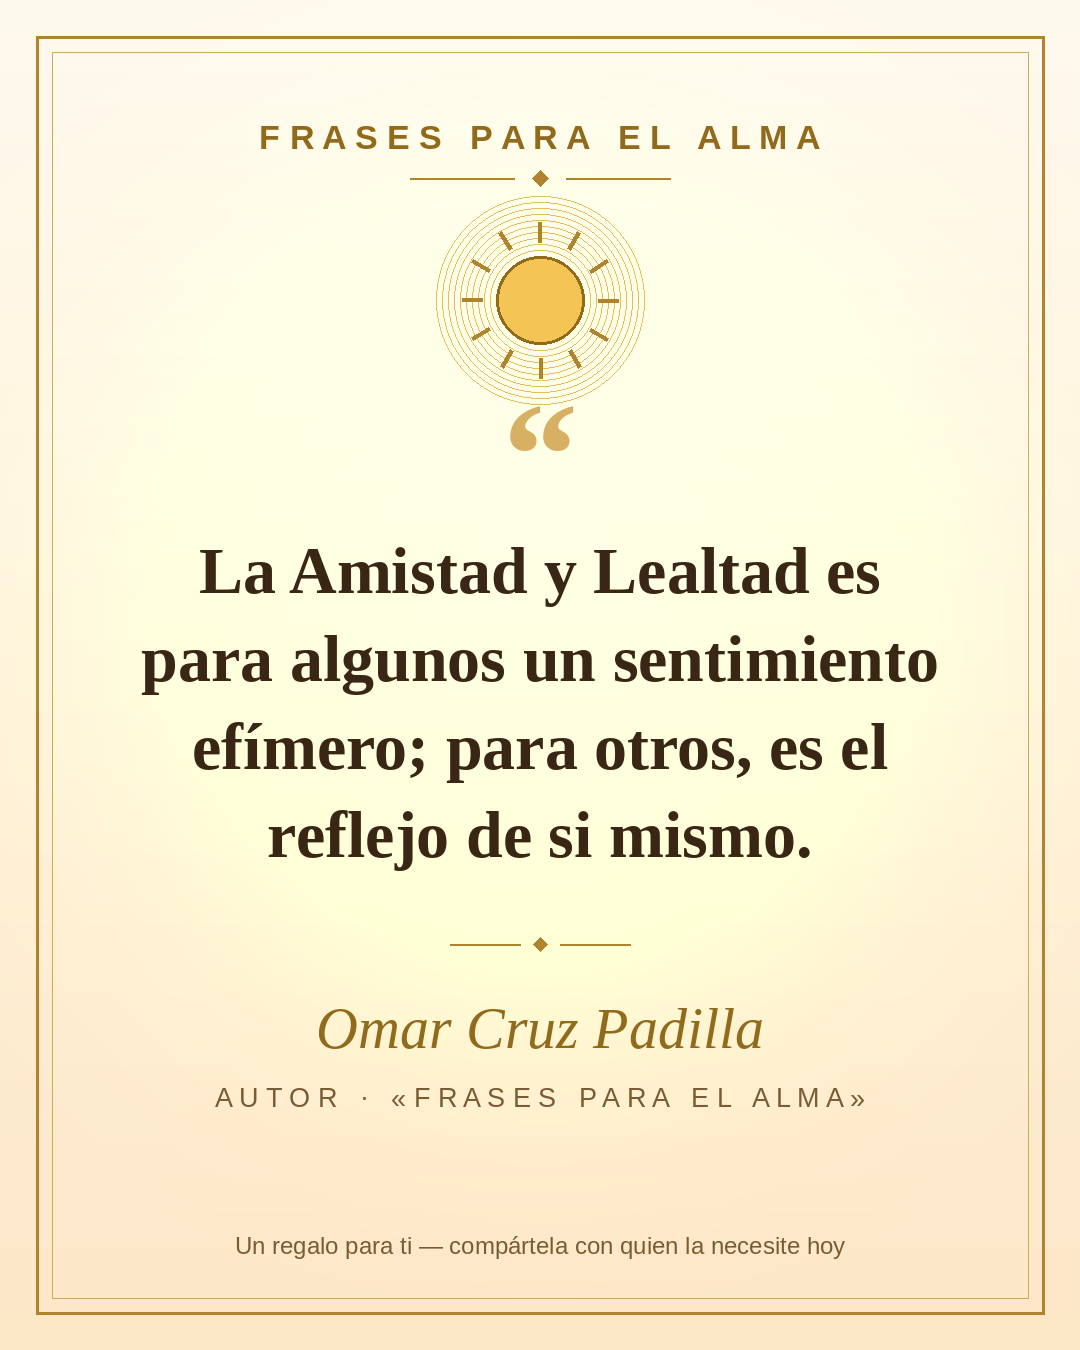 FRASES PARA EL ALMA
“
La Amistad y Lealtad es
para algunos un sentimiento
efímero; para otros, es el
reflejo de si mismo.
Omar Cruz Padilla
AUTOR · «FRASES PARA EL ALMA»
Un regalo para ti — compártela con quien la necesite hoy